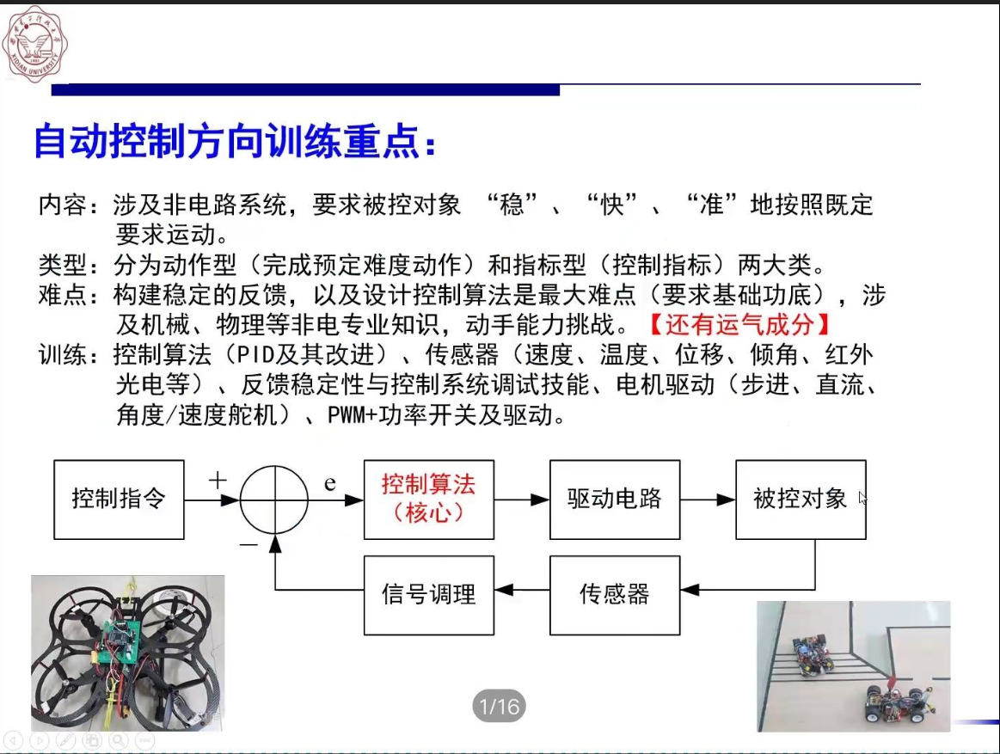 XIDIAN UNIVERSITY
自动控制方向训练重点：
内容：涉及非电路系统，要求被控对象 “稳”、“快”、“准”地按照既定
要求运动。
类型：分为动作型（完成预定难度动作）和指标型（控制指标）两大类。
难点：构建稳定的反馈，以及设计控制算法是最大难点（要求基础功底），涉
及机械、物理等非电专业知识，动手能力挑战。【还有运气成分】
训练：控制算法（PID及其改进）、传感器（速度、温度、位移、倾角、红外
光电等）、反馈稳定性与控制系统调试技能、电机驱动（步进、直流、
角度/速度舵机）、PWM+功率开关及驱动。
控制指令
+
－
e
控制算法
（核心）
驱动电路
被控对象
信号调理
传感器
1/16